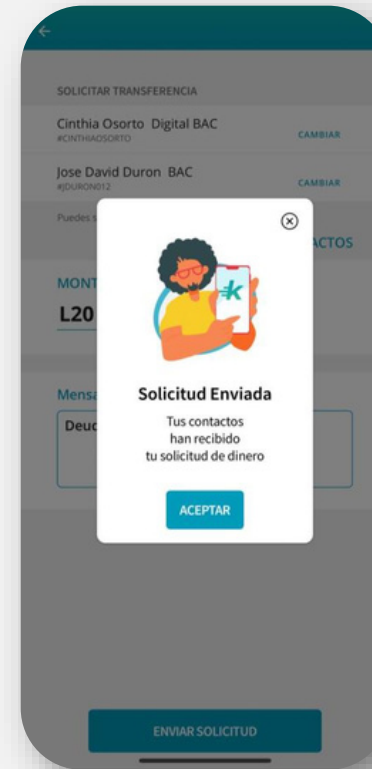 SOLICITAR TRANSFERENCIA
Cinthia Osorto Digital BAC
#CINTHIAOSORTO
CAMBIAR
Jose David Duron BAC
#JDURON012
CAMBIAR
Puedes s
ACTOS
MONT
L20
Mensa
Deud
Solicitud Enviada
Tus contactos
han recibido
tu solicitud de dinero
ACEPTAR
ENVIAR SOLICITUD